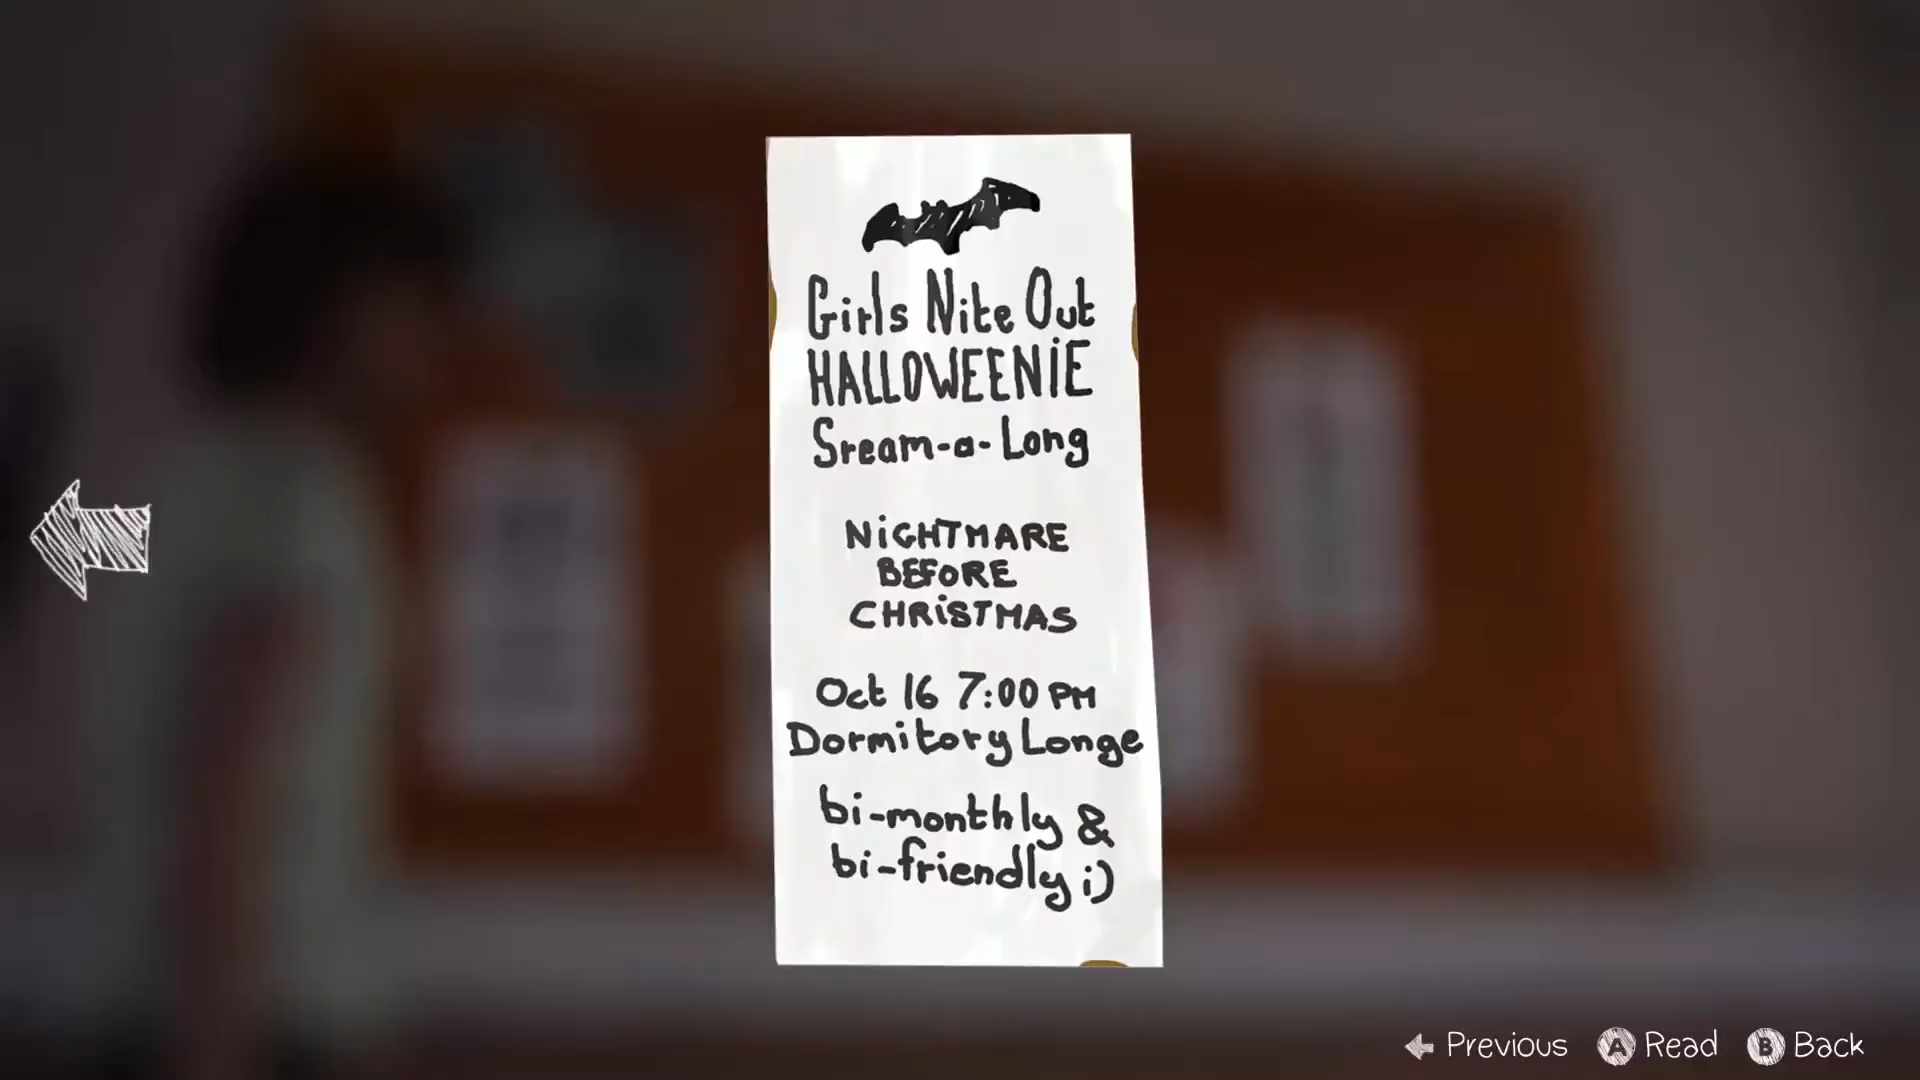 Girls Nite Out
HALLOWEENiE
Sream-a-Long
NiGHTMARE
BEFORE
CHRiSTMAS
Oct 16 7:00 PM
Dormitory Longe
bi-monthly &
bi-friendly ;)
Previous A Read B Back